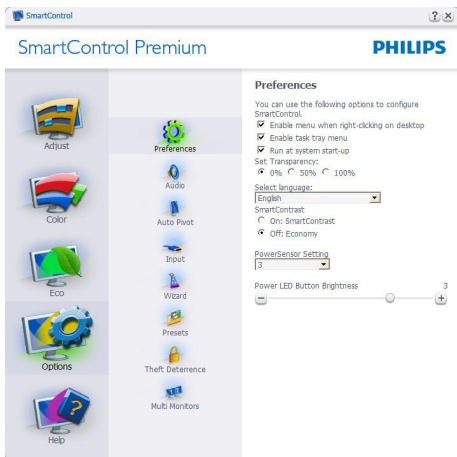 SmartControl
SmartControl Premium
PHILIPS
Adjust
Color
Eco
Options
Help
Preferences
Audio
Auto Pivot
Input
Wizard
Presets
Theft Deterrence
Multi Monitors
Preferences
You can use the following options to configure
SmartControl.
Enable menu when right-clicking on desktop
Enable task tray menu
Run at system start-up
Set Transparency:
0% 50% 100%
Select language:
English
SmartContrast
On: SmartContrast
Off: Economy
PowerSensor Setting
3
Power LED Button Brightness 3